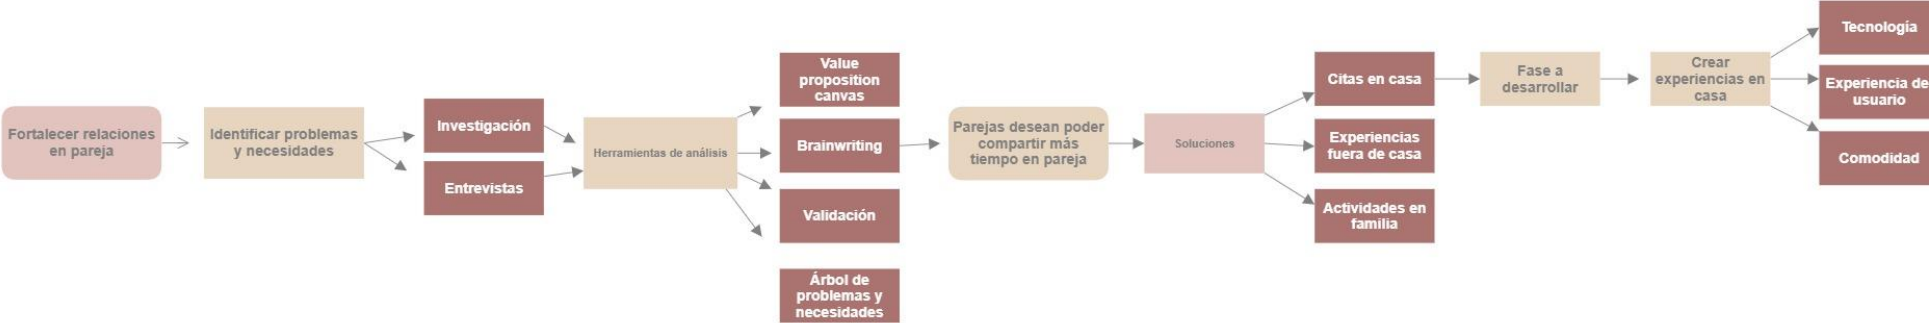 Fortalecer relaciones
en pareja
Identificar problemas
y necesidades
Investigación
Entrevistas
Herramientas de análisis
Value
proposition
canvas
Brainwriting
Validación
Árbol de
problemas y
necesidades
Parejas desean poder
compartir más
tiempo en pareja
Soluciones
Citas en casa
Experiencias
fuera de casa
Actividades en
familia
Fase a
desarrollar
Crear
experiencias en
casa
Tecnología
Experiencia de
usuario
Comodidad